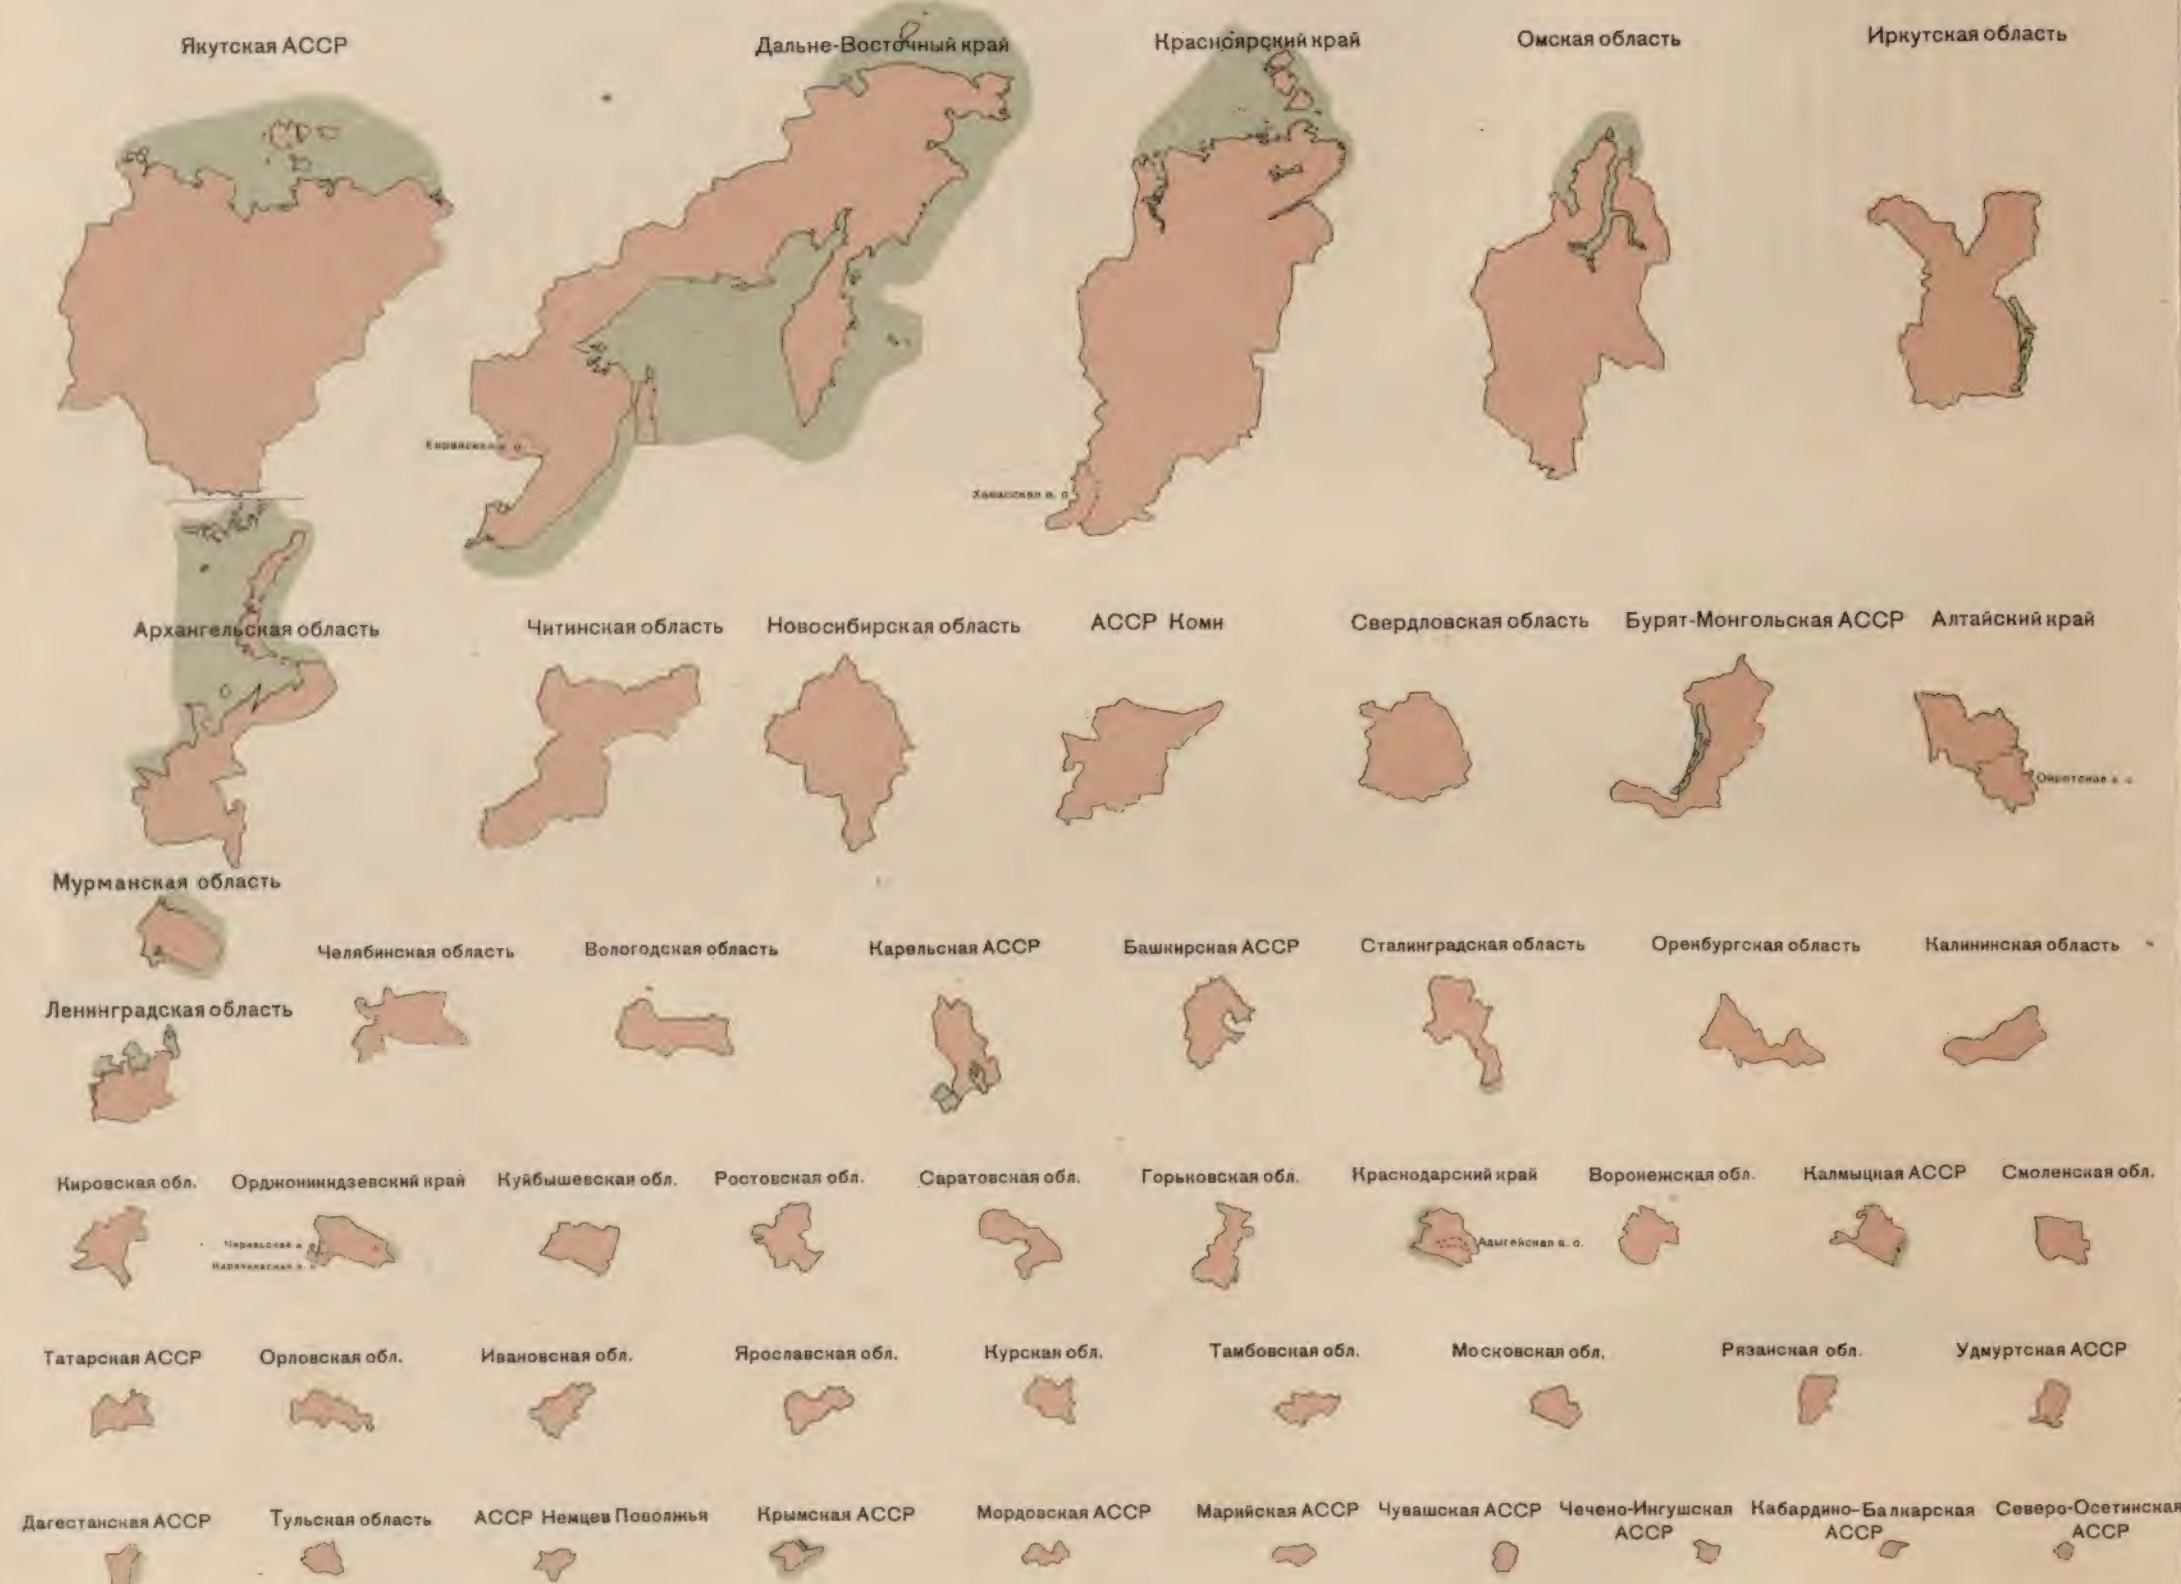 Якутская АССР
Дальне-Восточный край
Красноярский край
Омская область
Иркутская область
Еврейская а. о.
Хакасская а. о.
Архангельская область
Читинская область
Новосибирская область
АССР Коми
Свердловская область
Бурят-Монгольская АССР
Алтайский край
Ойротская а. о.
Мурманская область
Челябинская область
Вологодская область
Карельская АССР
Башкирская АССР
Сталинградская область
Оренбургская область
Калининская область
Ленинградская область
Кировская обл.
Орджоникидзевский край
Куйбышевская обл.
Ростовская обл.
Саратовская обл.
Горьковская обл.
Краснодарский край
Воронежская обл.
Калмыцкая АССР
Смоленская обл.
Черкесская а. о.
Карачаевская а. о.
Адыгейская а. о.
Татарская АССР
Орловская обл.
Ивановская обл.
Ярославская обл.
Курская обл.
Тамбовская обл.
Московская обл.
Рязанская обл.
Удмуртская АССР
Дагестанская АССР
Тульская область
АССР Немцев Поволжья
Крымская АССР
Мордовская АССР
Марийская АССР
Чувашская АССР
Чечено-Ингушская
АССР
Кабардино-Балкарская
АССР
Северо-Осетинская
АССР